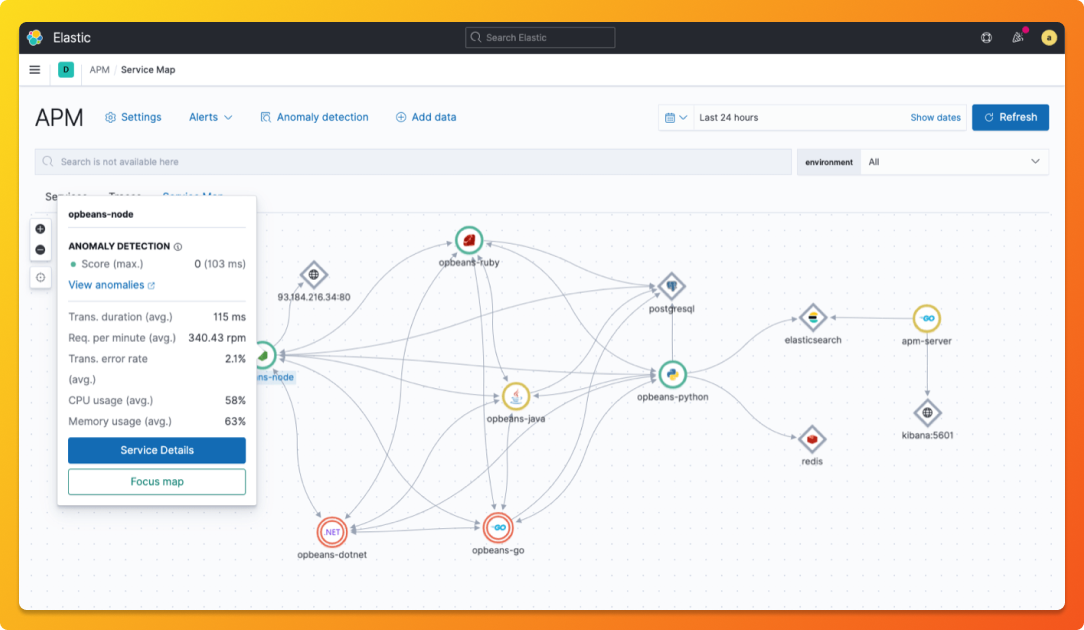 Elastic
Search Elastic
a
D
APM / Service Map
APM
Settings
Alerts
Anomaly detection
Add data
Last 24 hours
Show dates
Refresh
Search is not available here
environment
All
opbeans-node
ANOMALY DETECTION
Score (max.) 0 (103 ms)
View anomalies
Trans. duration (avg.) 115 ms
Req. per minute (avg.) 340.43 rpm
Trans. error rate 2.1%
(avg.)
CPU usage (avg.) 58%
Memory usage (avg.) 63%
Service Details
Focus map
opbeans-ruby
93.184.216.34:80
postgresql
elasticsearch
GO
apm-server
ns-node
opbeans-python
opbeans-java
kibana:5601
redis
.NET
opbeans-dotnet
GO
opbeans-go